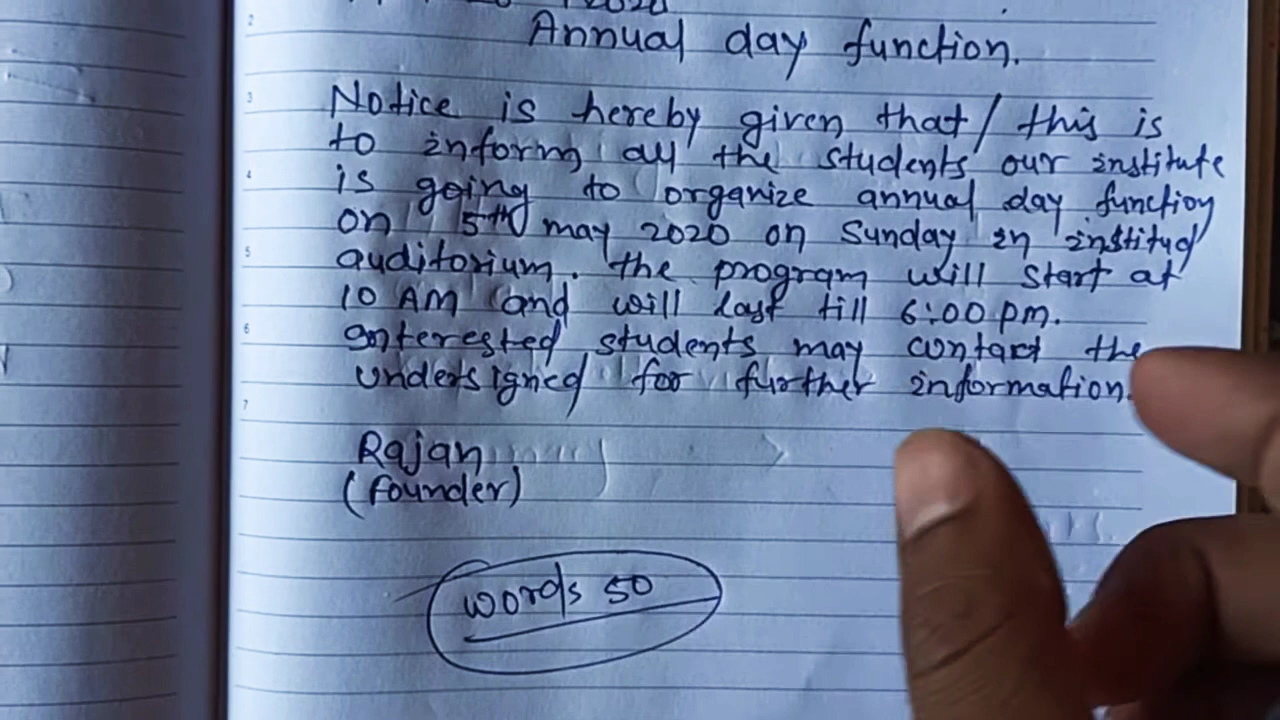 2020
Annual day function.
Notice is hereby given that / this is
to inform all the students our institute
is going to organize annual day function
on 5th may 2020 on Sunday in
auditorium. the program will start at
10 AM and will last till 6:00 pm.
Interested students may contact the
undersigned for further information.
Rajan
(founder)
words 50